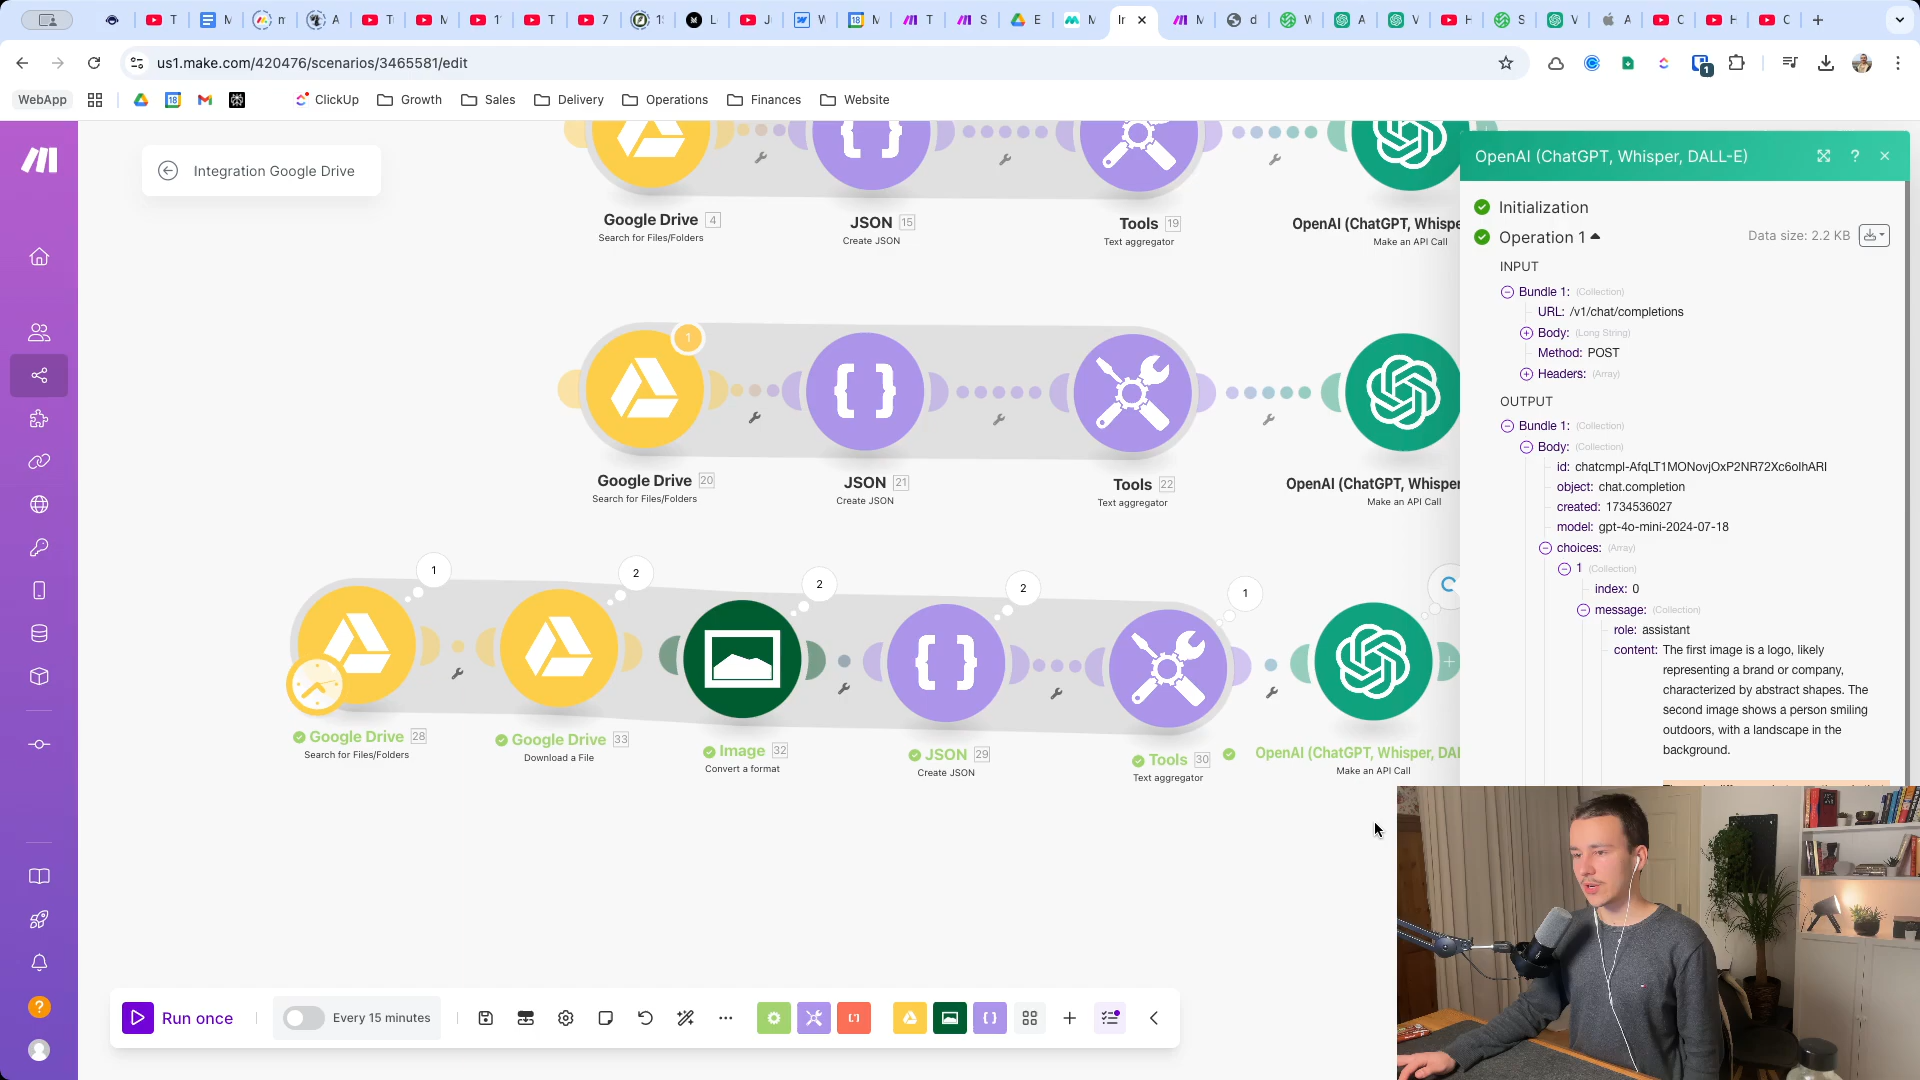 T
M
m
A
T
M
1
T
7
1
L
J
W
M
T
S
E
M
Ir
M
d
W
A
V
H
S
V
A
C
H
C
us1.make.com/420476/scenarios/3465581/edit
1
WebApp
ClickUp
Growth
Sales
Delivery
Operations
Finances
Website
Integration Google Drive
Google Drive 4
Search for Files/Folders
JSON 15
Create JSON
Tools 19
Text aggregator
OpenAI (ChatGPT, Whispe
Make an API Call
1
Google Drive 20
Search for Files/Folders
JSON 21
Create JSON
Tools 22
Text aggregator
OpenAI (ChatGPT, Whisper
Make an API Call
1
2
2
2
1
Google Drive 28
Search for Files/Folders
Google Drive 33
Download a File
Image 32
Convert a format
JSON 29
Create JSON
Tools 30
Text aggregator
OpenAI (ChatGPT, Whisper, DAL
Make an API Call
OpenAI (ChatGPT, Whisper, DALL-E)
Initialization
Operation 1
Data size: 2.2 KB
INPUT
Bundle 1: (Collection)
URL: /v1/chat/completions
Body: (Long String)
Method: POST
Headers: (Array)
OUTPUT
Bundle 1: (Collection)
Body: (Collection)
id: chatcmpl-AfqLT1MONovjOxP2NR72Xc6oIhARI
object: chat.completion
created: 1734536027
model: gpt-4o-mini-2024-07-18
choices: (Array)
1 (Collection)
index: 0
message: (Collection)
role: assistant
content: The first image is a logo, likely
representing a brand or company,
characterized by abstract shapes. The
second image shows a person smiling
outdoors, with a landscape in the
background.
Run once
Every 15 minutes